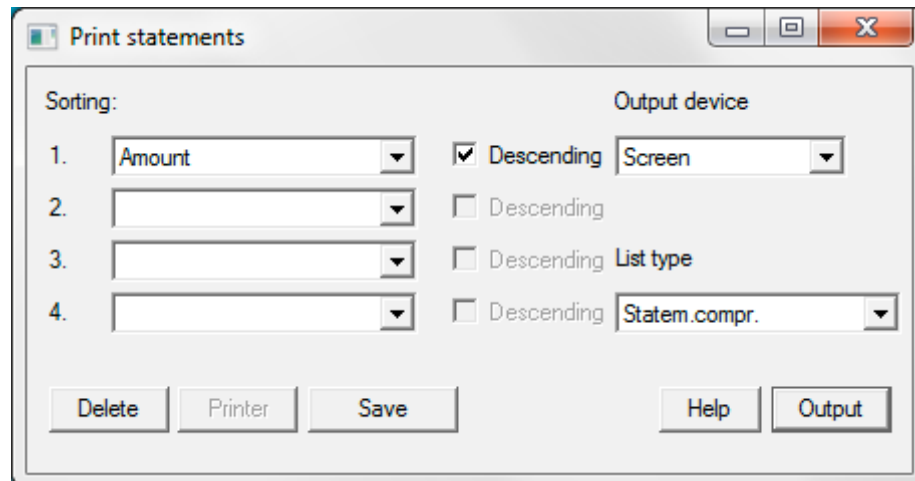 Print statements
Sorting: Output device
1. Amount Descending Screen
2. Descending
3. Descending List type
4. Descending Statem.compr.
Delete Printer Save Help Output